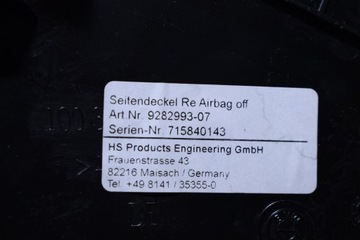 Seitendeckel Re Airbag off
Art Nr. 9282993-07
Serien-Nr. 715840143
HS Products Engineering GmbH
Frauenstrasse 43
82216 Maisach / Germany
Tel. +49 8141 / 35355-0